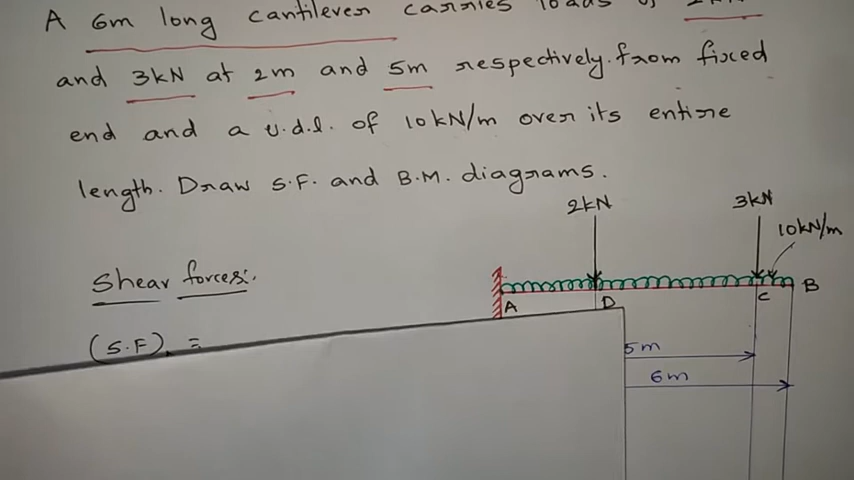 A 6m long cantilever carries loads of 2kN
and 3kN at 2m and 5m respectively from fixed
end and a u.d.l. of 10kN/m over its entire
length. Draw S.F. and B.M. diagrams.
2kN
3kN
10kN/m
Shear forces:
A
D
C
B
(S.F) =
5m
6m